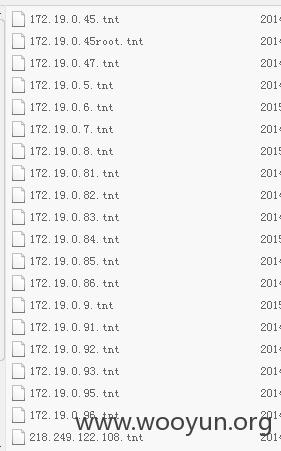 172.19.0.45.tnt 2014
172.19.0.45root.tnt 2014
172.19.0.47.tnt 2014
172.19.0.5.tnt 2014
172.19.0.6.tnt 2015
172.19.0.7.tnt 2014
172.19.0.8.tnt 2015
172.19.0.81.tnt 2014
172.19.0.82.tnt 2014
172.19.0.83.tnt 2014
172.19.0.84.tnt 2015
172.19.0.85.tnt 2014
172.19.0.86.tnt 2014
172.19.0.9.tnt 2015
172.19.0.91.tnt 2014
172.19.0.92.tnt 2014
172.19.0.93.tnt 2014
172.19.0.95.tnt 2014
172.19.0.96.tnt 2014
www.wooyun.org
218.249.122.108.tnt 2014